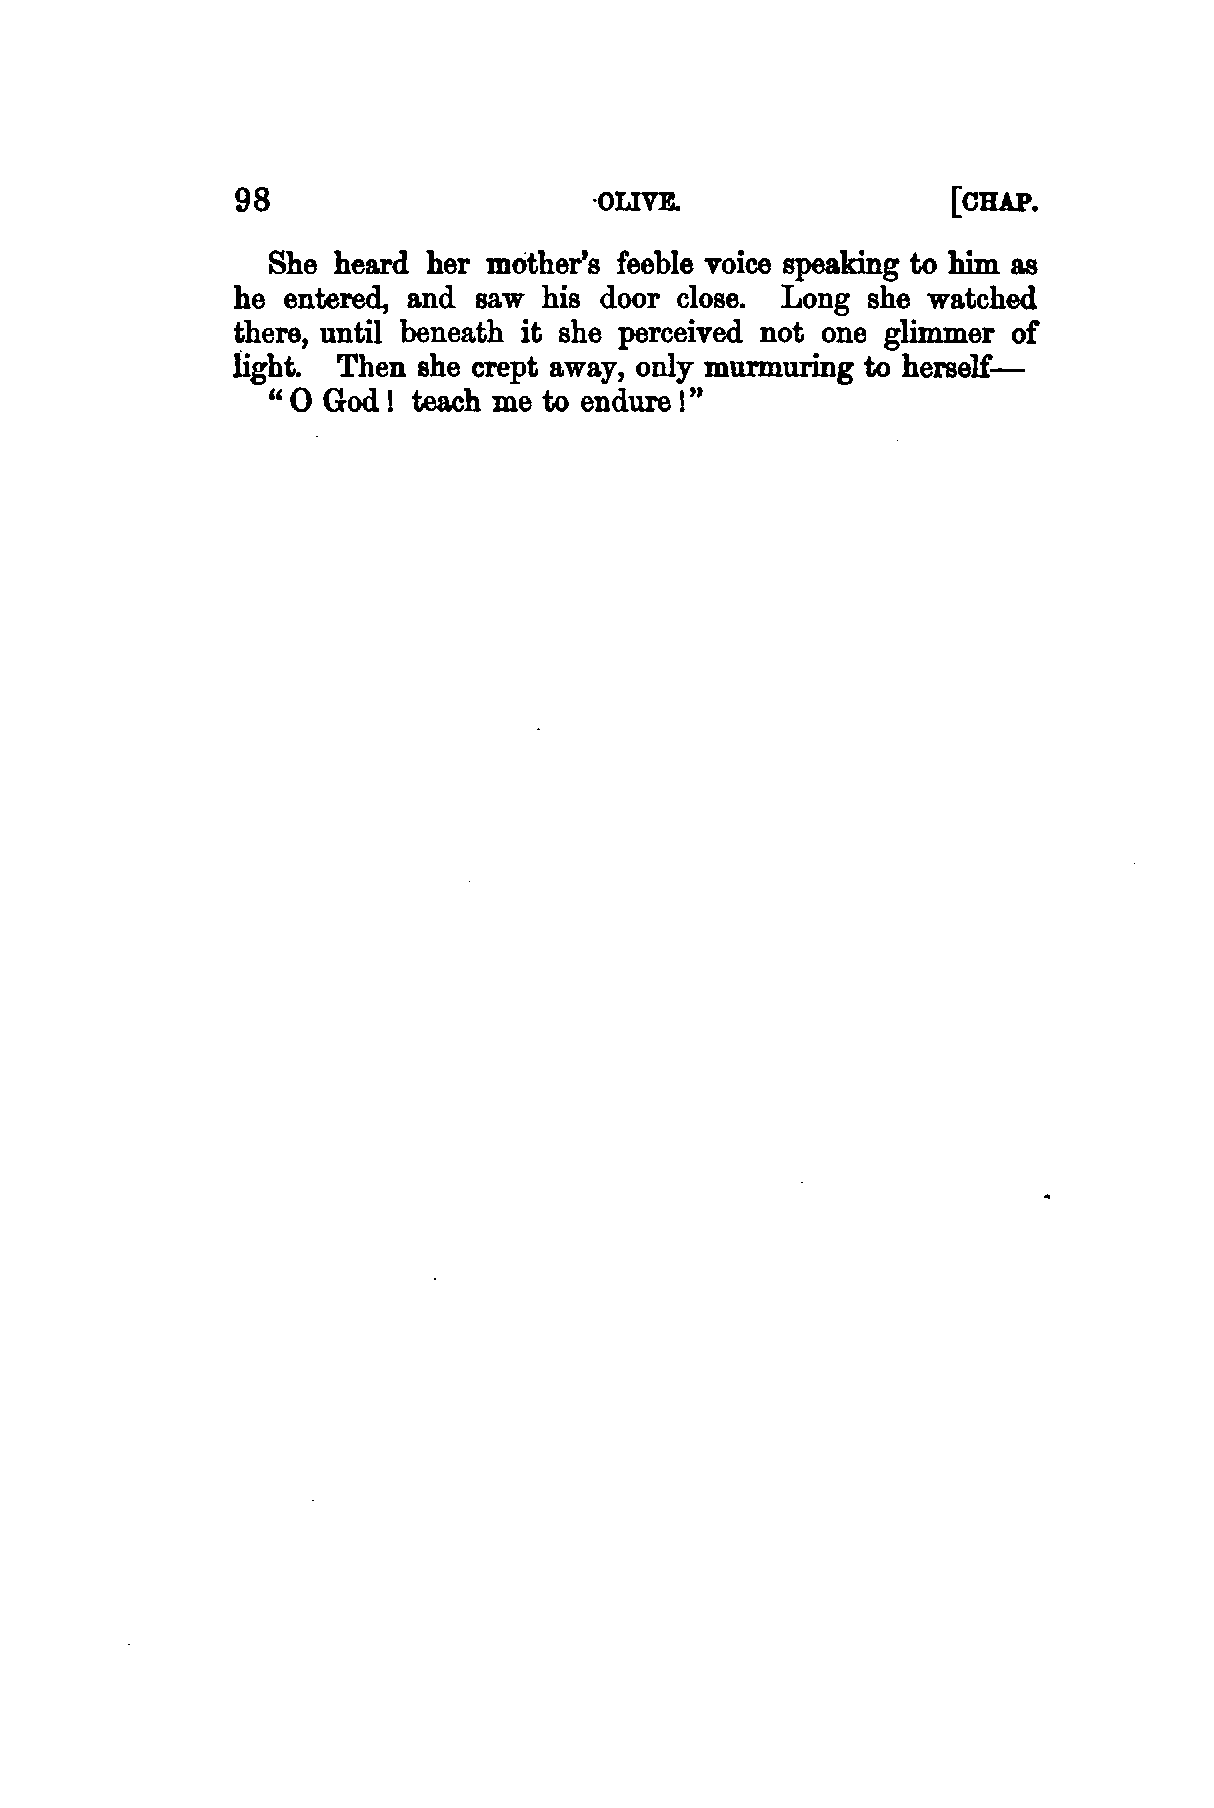 98 OLIVE. [CHAP.
She heard her mother's feeble voice speaking to him as
he entered, and saw his door close. Long she watched
there, until beneath it she perceived not one glimmer of
light. Then she crept away, only murmuring to herself—
"O God! teach me to endure!"